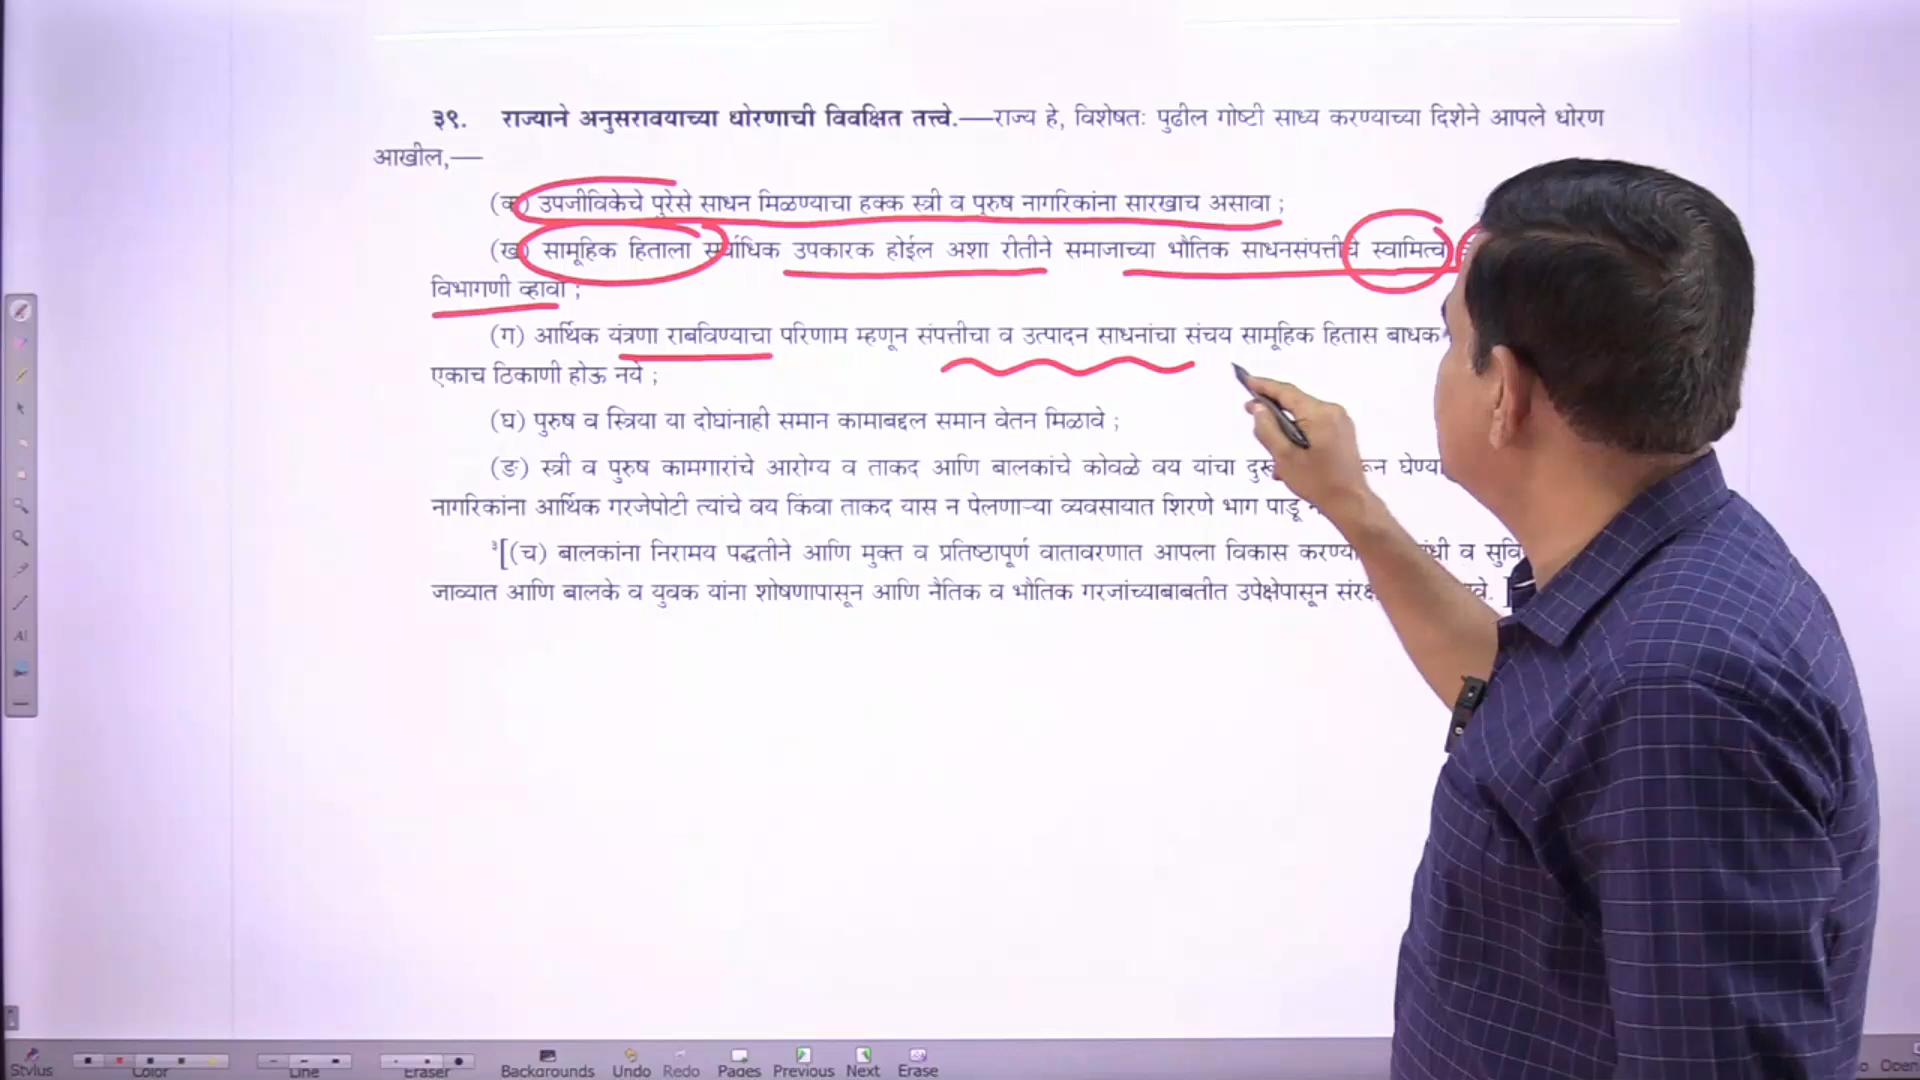 ३९. राज्याने अनुसरावयाच्या धोरणाची विवक्षित तत्त्वे.—राज्य हे, विशेषतः पुढील गोष्टी साध्य करण्याच्या दिशेने आपले धोरण
आखील,—
(क) उपजीविकेचे पुरेसे साधन मिळण्याचा हक्क स्त्री व पुरुष नागरिकांना सारखाच असावा ;
(ख) सामूहिक हिताला सर्वाधिक उपकारक होईल अशा रीतीने समाजाच्या भौतिक साधनसंपत्तीचे स्वामित्व
विभागणी व्हावी ;
(ग) आर्थिक यंत्रणा राबविण्याचा परिणाम म्हणून संपत्तीचा व उत्पादन साधनांचा संचय सामूहिक हितास बाधक
एकाच ठिकाणी होऊ नये ;
(घ) पुरुष व स्त्रिया या दोघांनाही समान कामाबद्दल समान वेतन मिळावे ;
(ङ) स्त्री व पुरुष कामगारांचे आरोग्य व ताकद आणि बालकांचे कोवळे वय यांचा
नागरिकांना आर्थिक गरजेपोटी त्यांचे वय किंवा ताकद यास न पेलणाऱ्या व्यवसायात शिरणे भाग पाडू
³[(च) बालकांना निरामय पद्धतीने आणि मुक्त व प्रतिष्ठापूर्ण वातावरणात आपला विकास
जाव्यात आणि बालके व युवक यांना शोषणापासून आणि नैतिक व भौतिक गरजांच्याबाबतीत उपेक्षेपासून
Stylus Color Line Eraser Backgrounds Undo Redo Pages Previous Next Erase Open